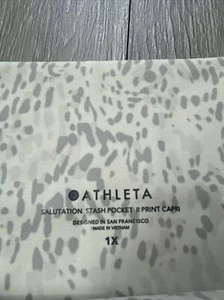 ATHLETA
SALUTATION STASH POCKET II PRINT CAPRI
DESIGNED IN SAN FRANCISCO
MADE IN VIETNAM
1X